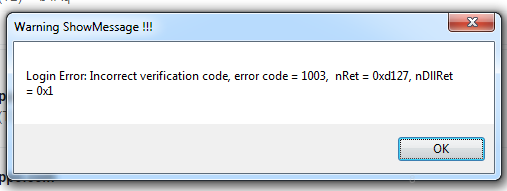 Warning ShowMessage !!!
Login Error: Incorrect verification code, error code = 1003,  nRet = 0xd127, nDllRet
= 0x1
OK